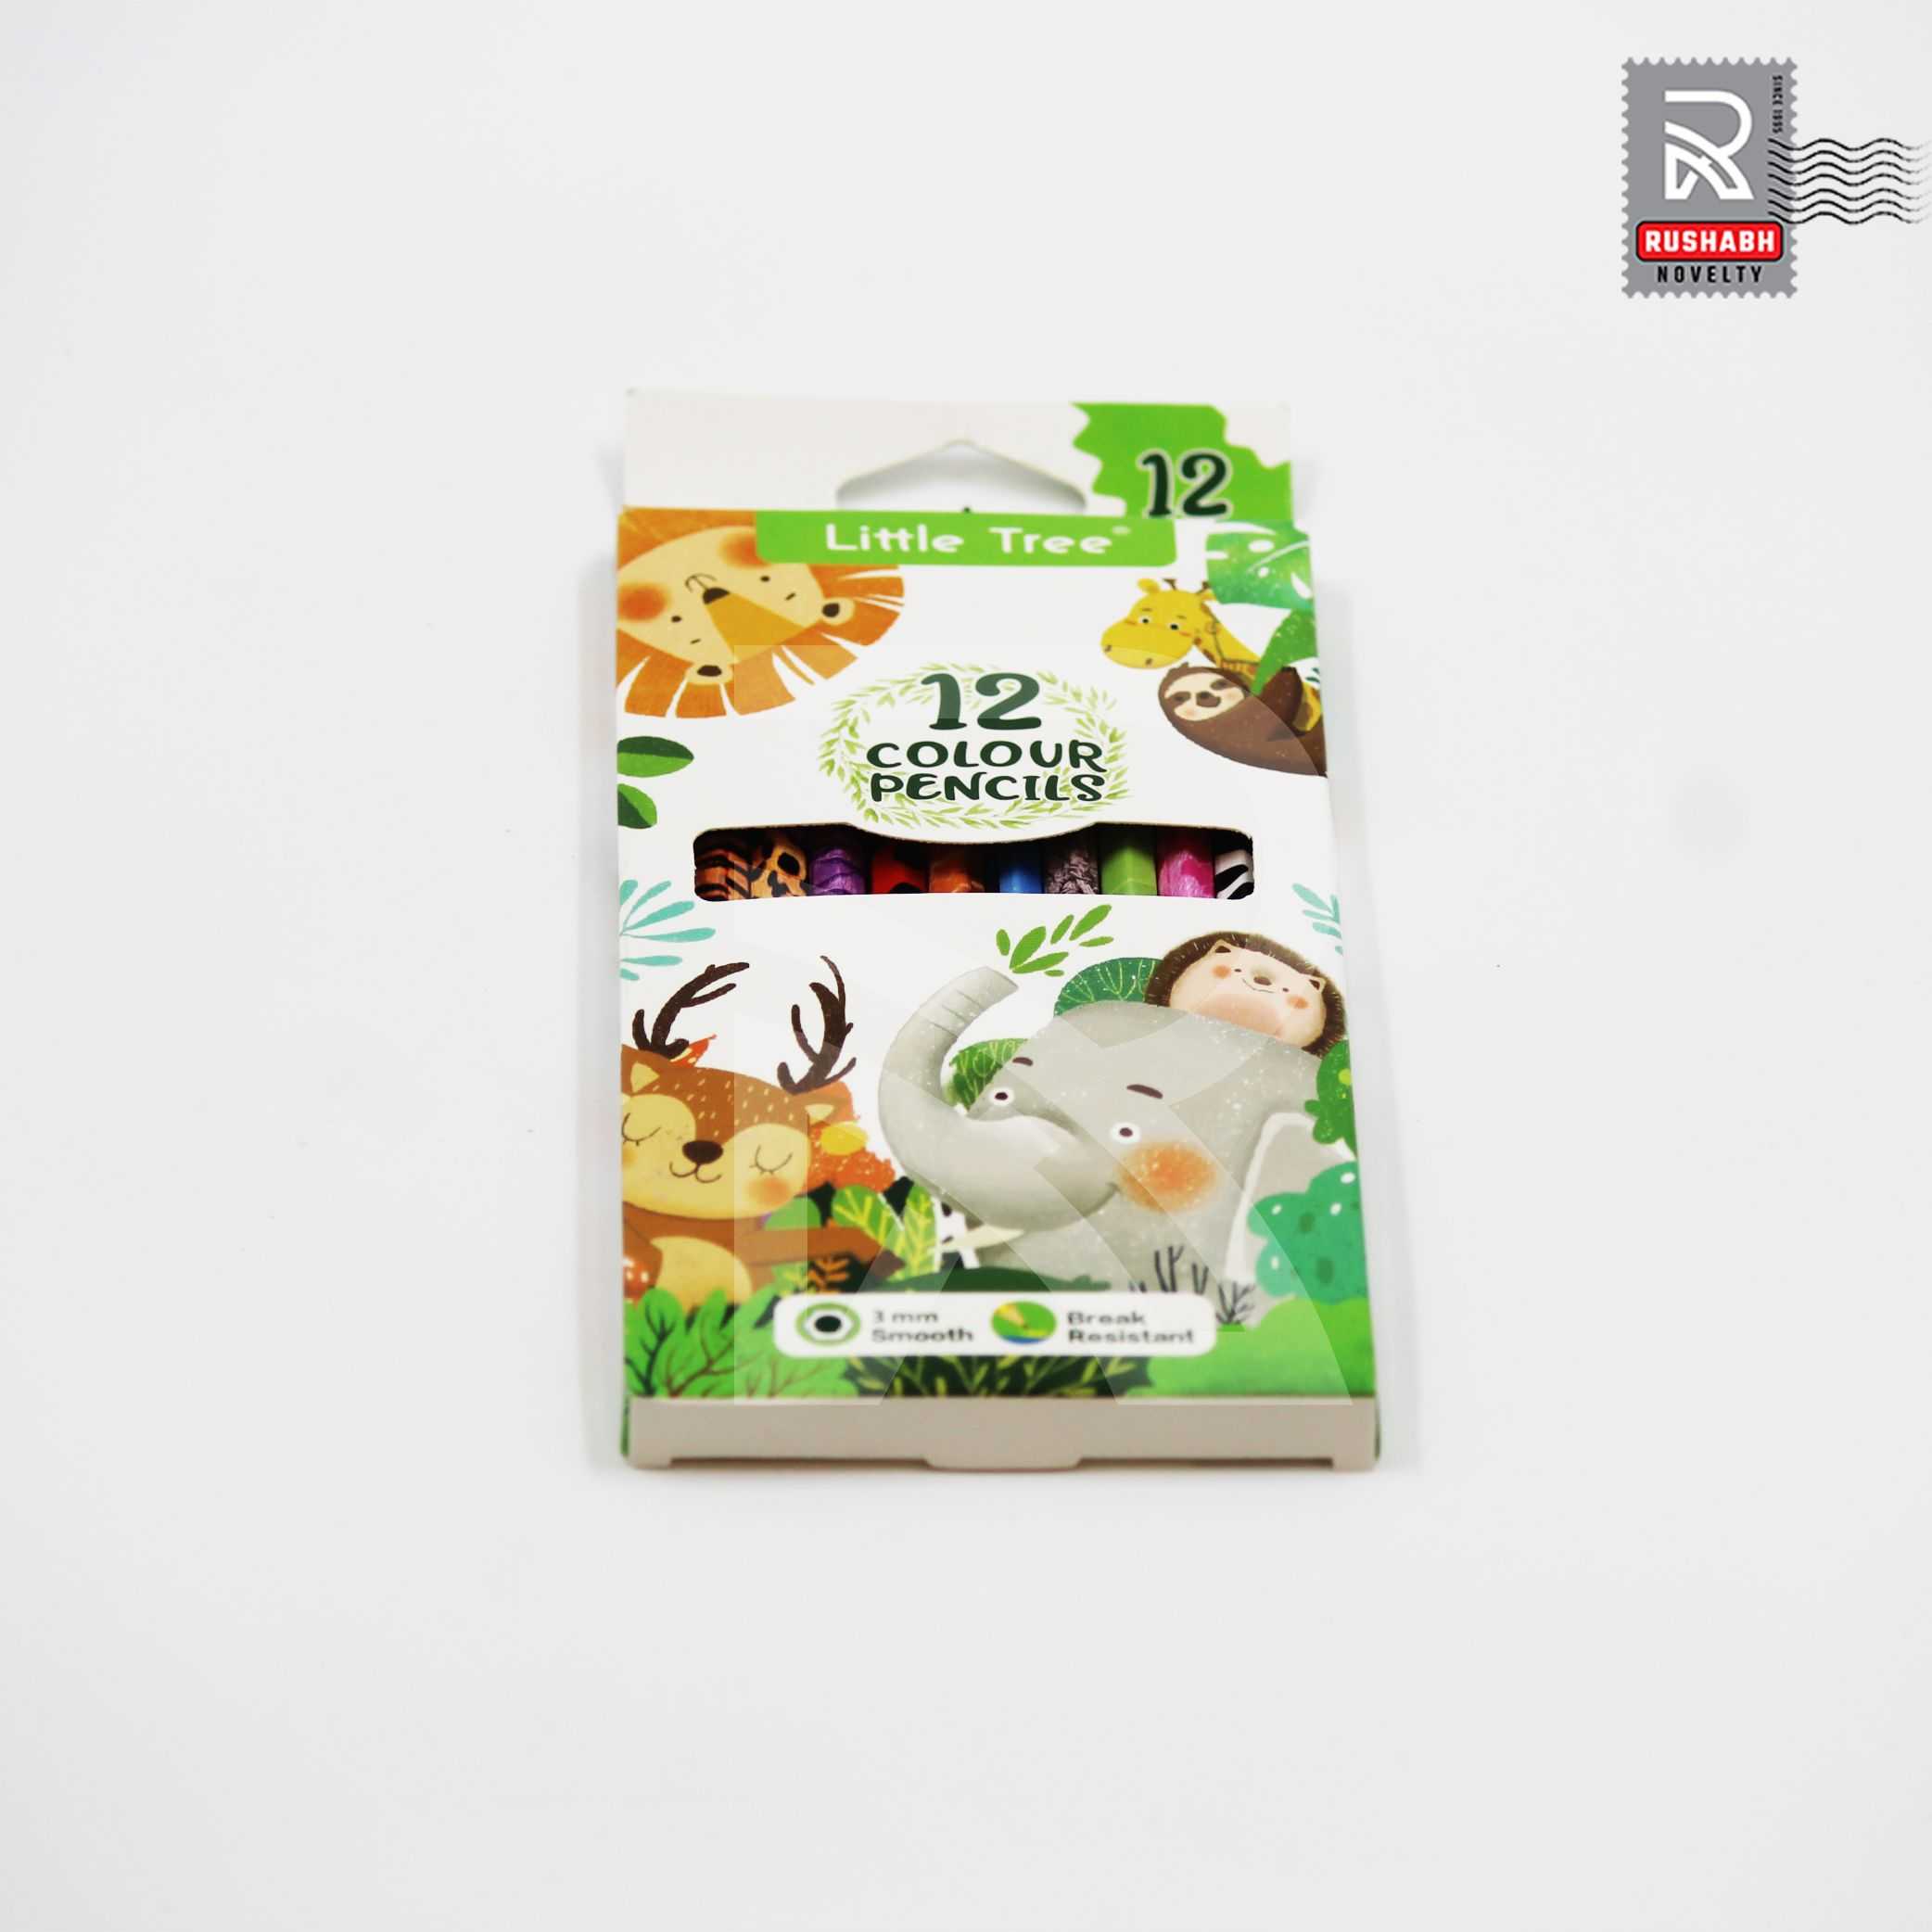 SINCE 1995
RUSHABH
NOVELTY
12
Little Tree®
12
COLOUR
PENCILS
3 mm
Smooth
Break
Resistant